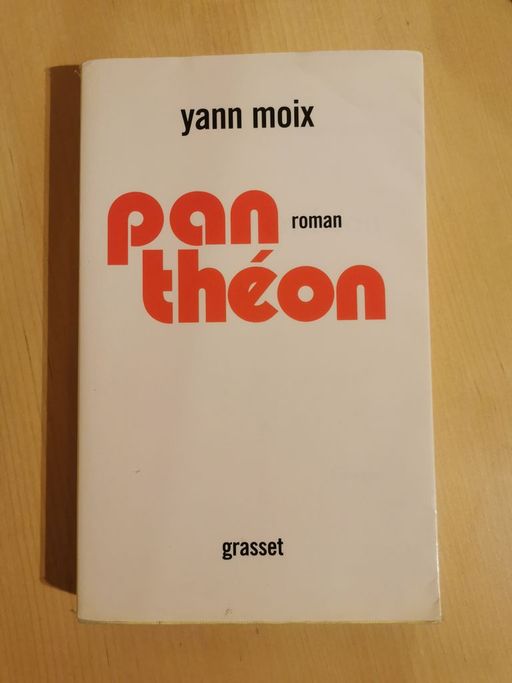 yann moix
pan roman
théon
grasset